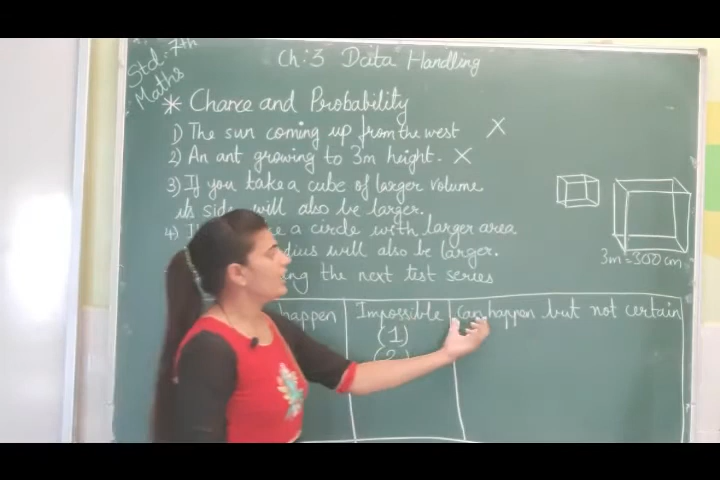 Std:-7th
Maths
Ch:3 Data Handling
* Chance and Probability
1) The sun coming up from the west X
2) An ant growing to 3m height. X
3) If you take a cube of larger volume
its side will also be larger.
4) a circle with larger area
will also be larger.
the next test series
3m = 300 cm
happen Impossible can happen but not certain
(1)
(2)